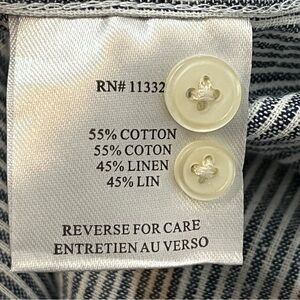 RN# 11332
55% COTTON
55% COTON
45% LINEN
45% LIN
REVERSE FOR CARE
ENTRETIEN AU VERSO